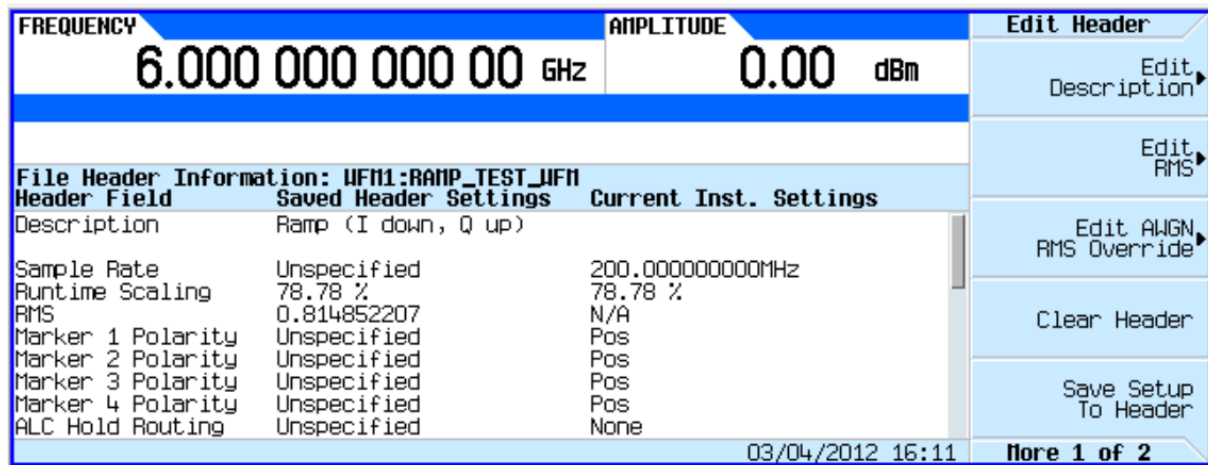 FREQUENCY
6.000 000 000 00 GHz
AMPLITUDE
0.00 dBm
File Header Information: WFM1:RAMP_TEST_WFM
Header Field Saved Header Settings Current Inst. Settings
Description Ramp (I down, Q up)
Sample Rate Unspecified 200.000000000MHz
Runtime Scaling 78.78 % 78.78 %
RMS 0.814852207 N/A
Marker 1 Polarity Unspecified Pos
Marker 2 Polarity Unspecified Pos
Marker 3 Polarity Unspecified Pos
Marker 4 Polarity Unspecified Pos
ALC Hold Routing Unspecified None
03/04/2012 16:11
Edit Header
Edit
Description
Edit
RMS
Edit AWGN
RMS Override
Clear Header
Save Setup
To Header
More 1 of 2